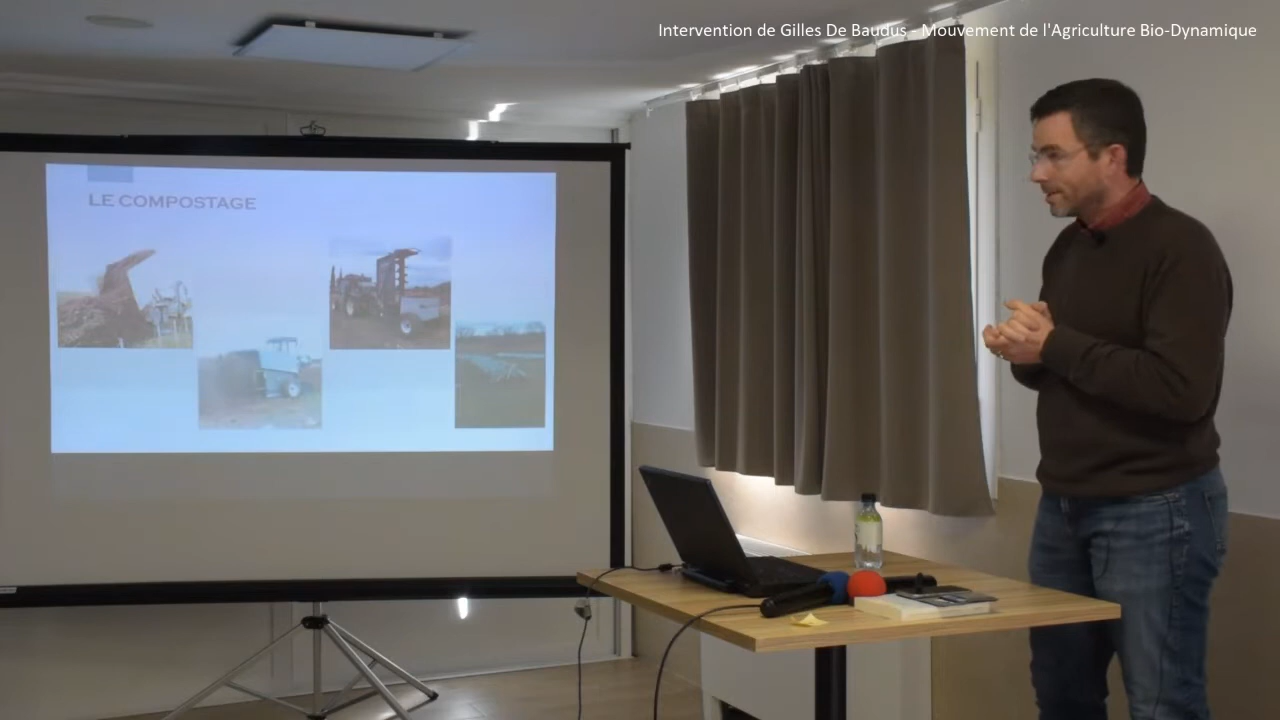 Intervention de Gilles De Baudus - Mouvement de l'Agriculture Bio-Dynamique
LE COMPOSTAGE